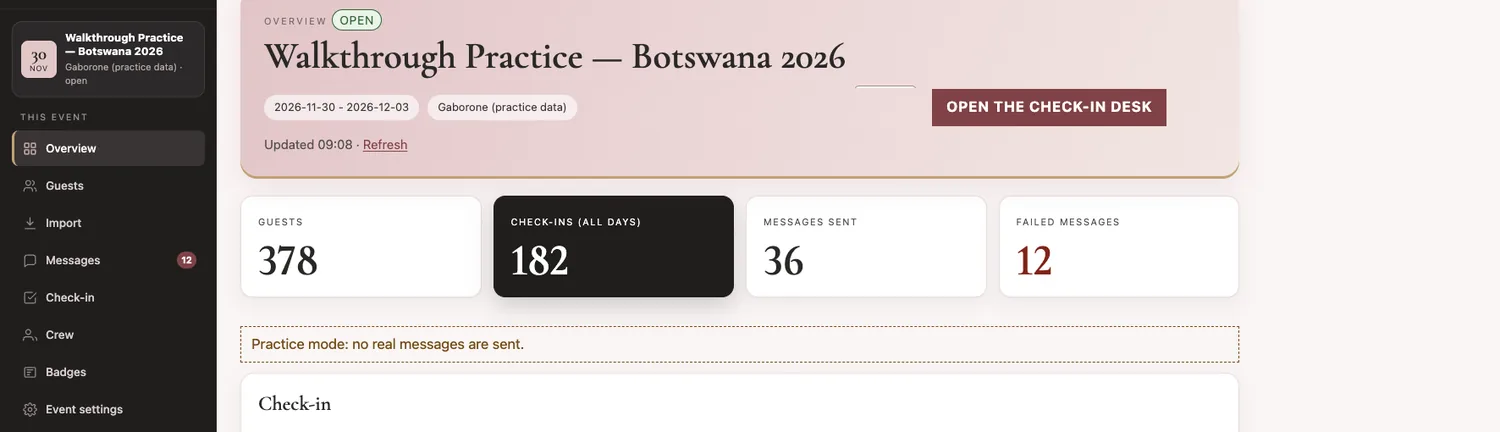 30
NOV
Walkthrough Practice
— Botswana 2026
Gaborone (practice data) ·
open
THIS EVENT
Overview
Guests
Import
Messages
12
Check-in
Crew
Badges
Event settings
OVERVIEW OPEN
Walkthrough Practice — Botswana 2026
2026-11-30 - 2026-12-03
Gaborone (practice data)
OPEN THE CHECK-IN DESK
Updated 09:08 · Refresh
GUESTS
378
CHECK-INS (ALL DAYS)
182
MESSAGES SENT
36
FAILED MESSAGES
12
Practice mode: no real messages are sent.
Check-in